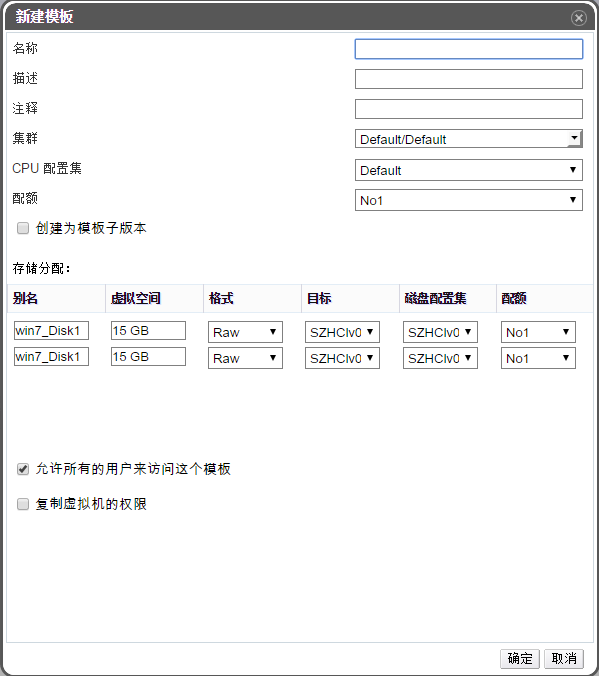 新建模板
名称
描述
注释
集群 Default/Default
CPU 配置集 Default
配额 No1
创建为模板子版本
存储分配：
别名 虚拟空间 格式 目标 磁盘配置集 配额
win7_Disk1 15 GB Raw SZHCIv0 SZHCIv0 No1
win7_Disk1 15 GB Raw SZHCIv0 SZHCIv0 No1
允许所有的用户来访问这个模板
复制虚拟机的权限
确定 取消